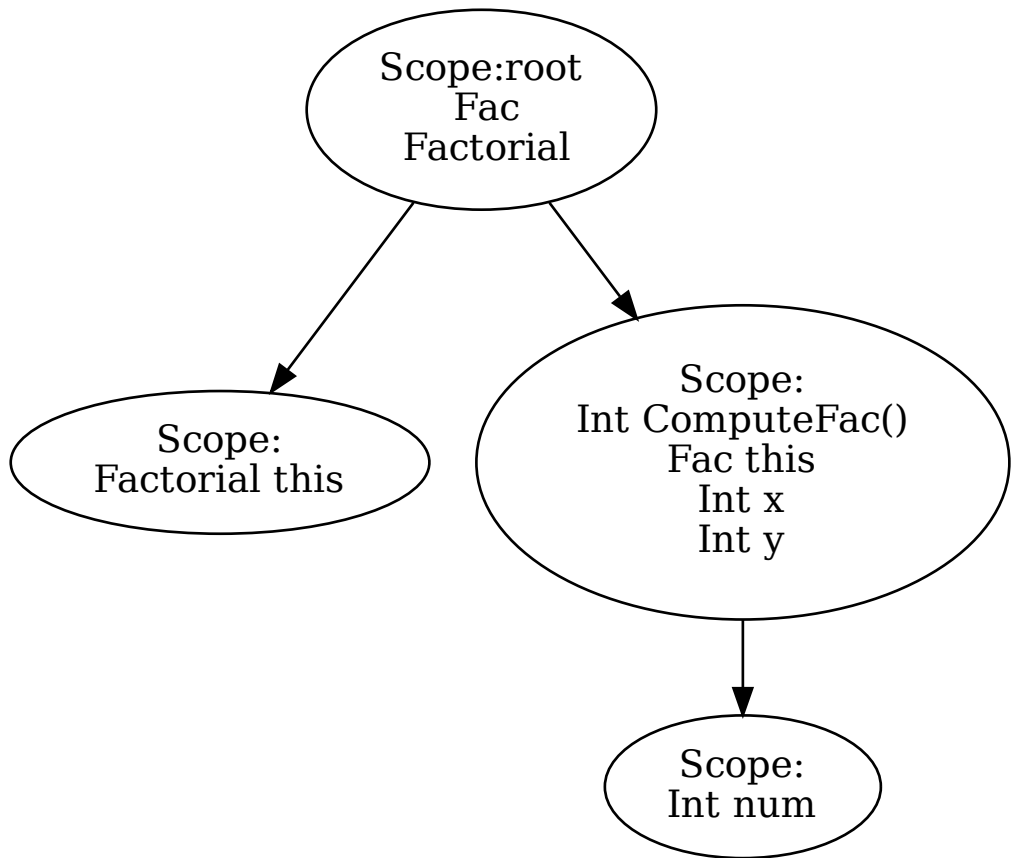 Scope:root
Fac
Factorial
Scope:
Factorial this
Scope:
Int ComputeFac()
Fac this
Int x
Int y
Scope:
Int num